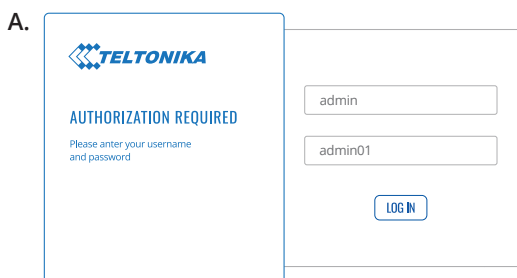 A.
TELTONIKA
AUTHORIZATION REQUIRED
Please anter your username
and password
admin
admin01
LOG IN